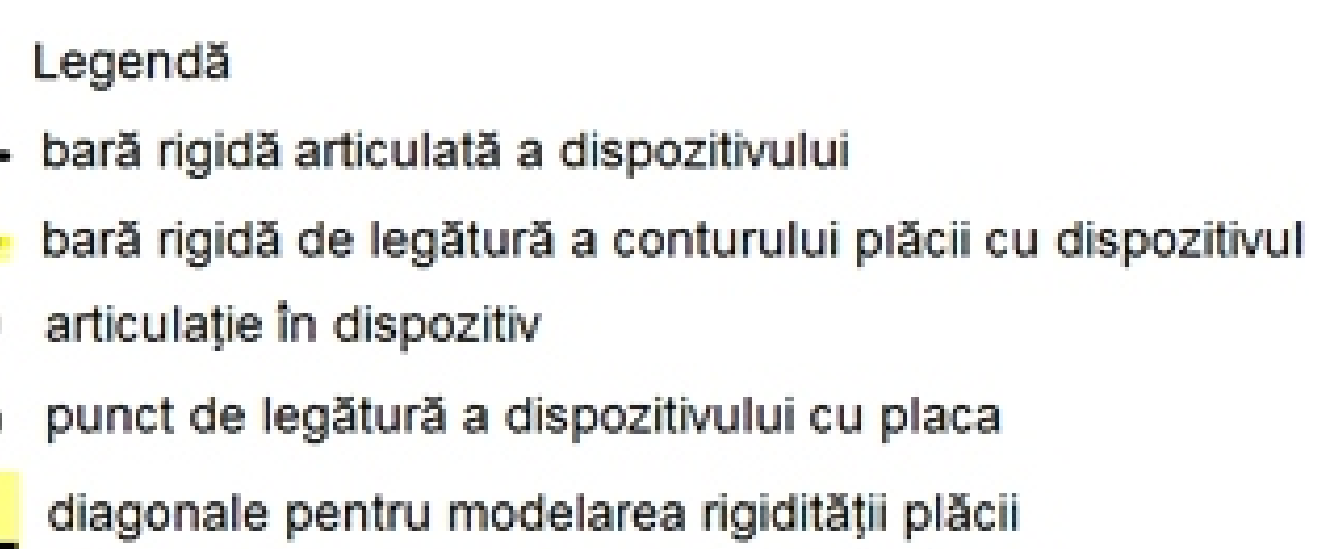 Legendă
bară rigidă articulată a dispozitivului
bară rigidă de legătură a conturului plăcii cu dispozitivul
articulaţie în dispozitiv
punct de legătură a dispozitivului cu placa
diagonale pentru modelarea rigidităţii plăcii